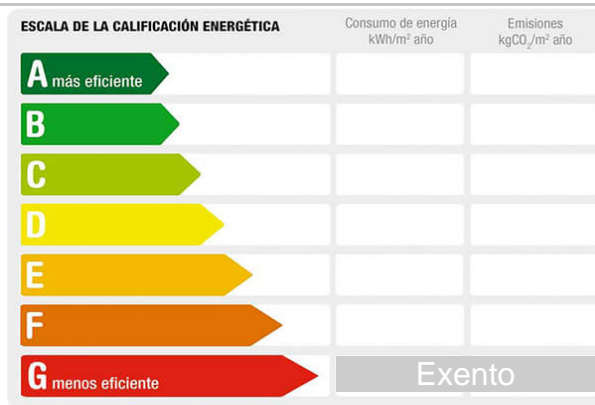 ESCALA DE LA CALIFICACIÓN ENERGÉTICA
Consumo de energía
kWh/m² año
Emisiones
kgCO₂/m² año
A más eficiente
B
C
D
E
F
G menos eficiente
Exento